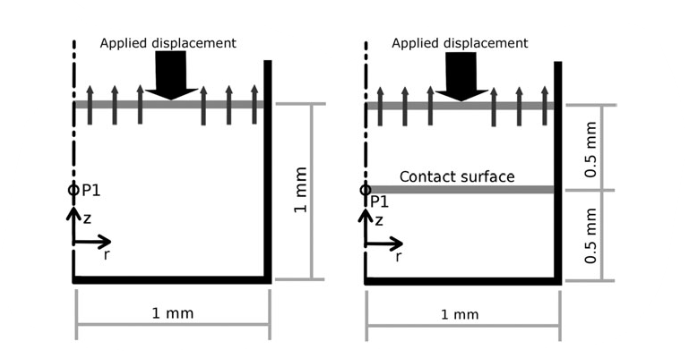 Applied displacement
P1
z
r
1 mm
1 mm
Applied displacement
Contact surface
P1
z
r
0.5 mm
0.5 mm
1 mm